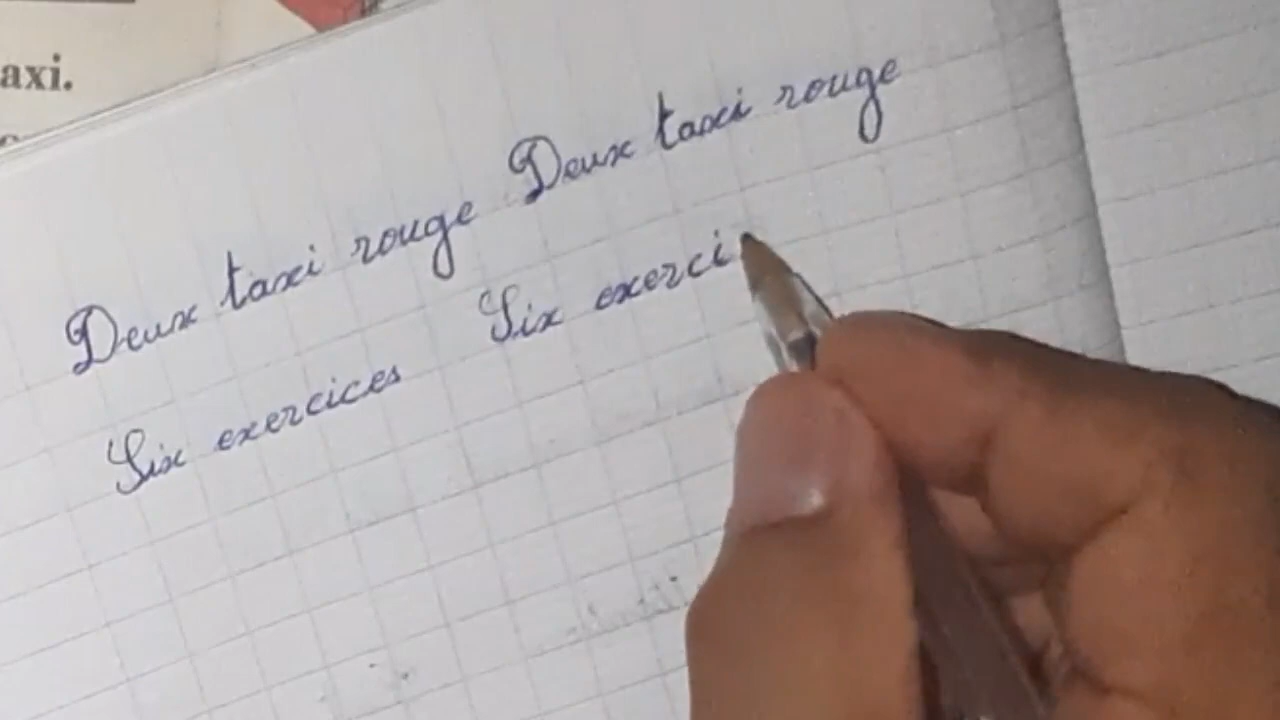 axi.
Deux taxi rouge Deux taxi rouge
Six exercices Six exerci